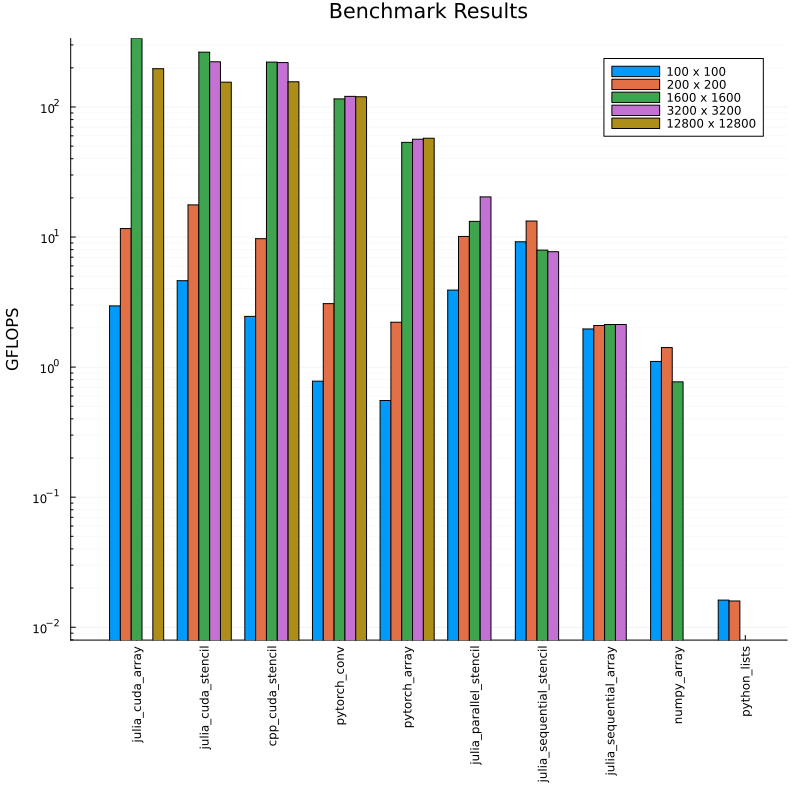 Benchmark Results
GFLOPS
10²
10¹
10⁰
10⁻¹
10⁻²
100 x 100
200 x 200
1600 x 1600
3200 x 3200
12800 x 12800
julia_cuda_array
julia_cuda_stencil
cpp_cuda_stencil
pytorch_conv
pytorch_array
julia_parallel_stencil
julia_sequential_stencil
julia_sequential_array
numpy_array
python_lists